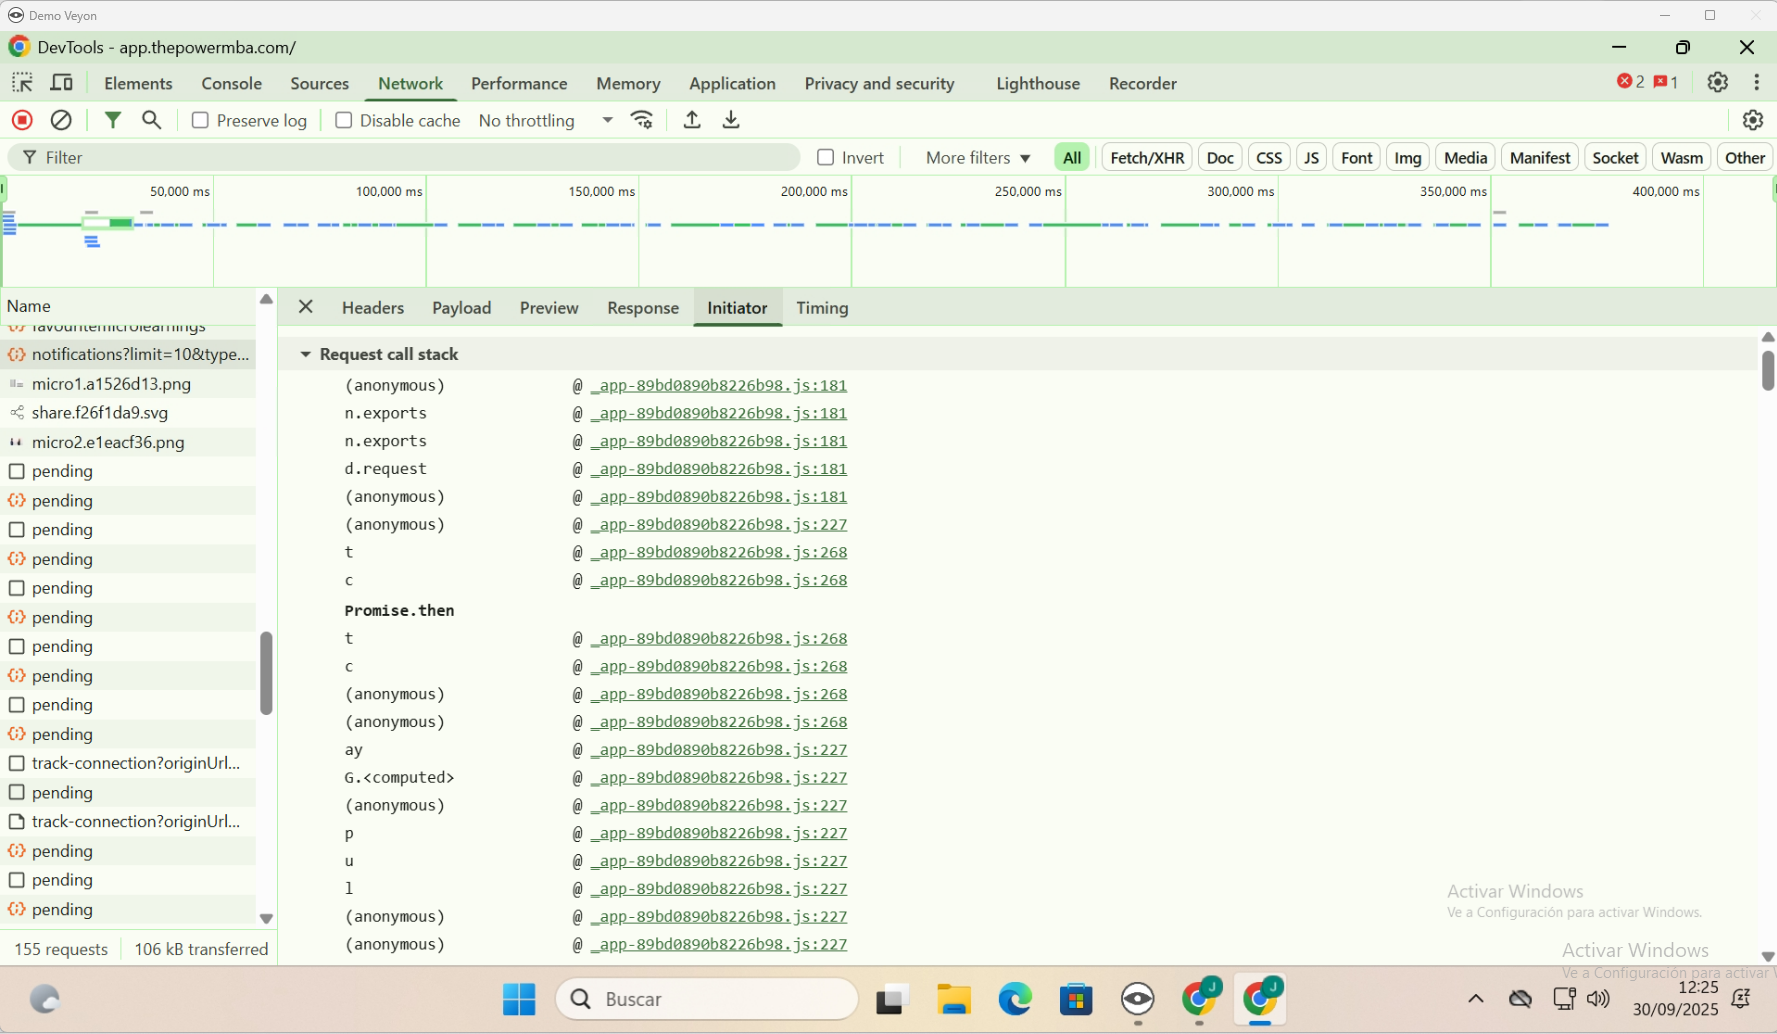 Demo Veyon
DevTools - app.thepowermba.com/
Elements Console Sources Network Performance Memory Application Privacy and security Lighthouse Recorder 2 1
Preserve log Disable cache No throttling
Filter Invert More filters All Fetch/XHR Doc CSS JS Font Img Media Manifest Socket Wasm Other
50,000 ms 100,000 ms 150,000 ms 200,000 ms 250,000 ms 300,000 ms 350,000 ms 400,000 ms
Name
Headers Payload Preview Response Initiator Timing
favouritemicrolearnings
notifications?limit=10&type...
micro1.a1526d13.png
share.f26f1da9.svg
micro2.e1eacf36.png
pending
pending
pending
pending
pending
pending
pending
pending
pending
pending
track-connection?originUrl...
pending
track-connection?originUrl...
pending
pending
pending
155 requests 106 kB transferred
Request call stack
(anonymous) @ _app-89bd0890b8226b98.js:181
n.exports @ _app-89bd0890b8226b98.js:181
n.exports @ _app-89bd0890b8226b98.js:181
d.request @ _app-89bd0890b8226b98.js:181
(anonymous) @ _app-89bd0890b8226b98.js:181
(anonymous) @ _app-89bd0890b8226b98.js:227
t @ _app-89bd0890b8226b98.js:268
c @ _app-89bd0890b8226b98.js:268
Promise.then
t @ _app-89bd0890b8226b98.js:268
c @ _app-89bd0890b8226b98.js:268
(anonymous) @ _app-89bd0890b8226b98.js:268
(anonymous) @ _app-89bd0890b8226b98.js:268
ay @ _app-89bd0890b8226b98.js:227
G.<computed> @ _app-89bd0890b8226b98.js:227
(anonymous) @ _app-89bd0890b8226b98.js:227
p @ _app-89bd0890b8226b98.js:227
u @ _app-89bd0890b8226b98.js:227
l @ _app-89bd0890b8226b98.js:227
(anonymous) @ _app-89bd0890b8226b98.js:227
(anonymous) @ _app-89bd0890b8226b98.js:227
Activar Windows
Ve a Configuración para activar Windows.
Activar Windows
Ve a Configuración para activar
Buscar
J
J
12:25
30/09/2025